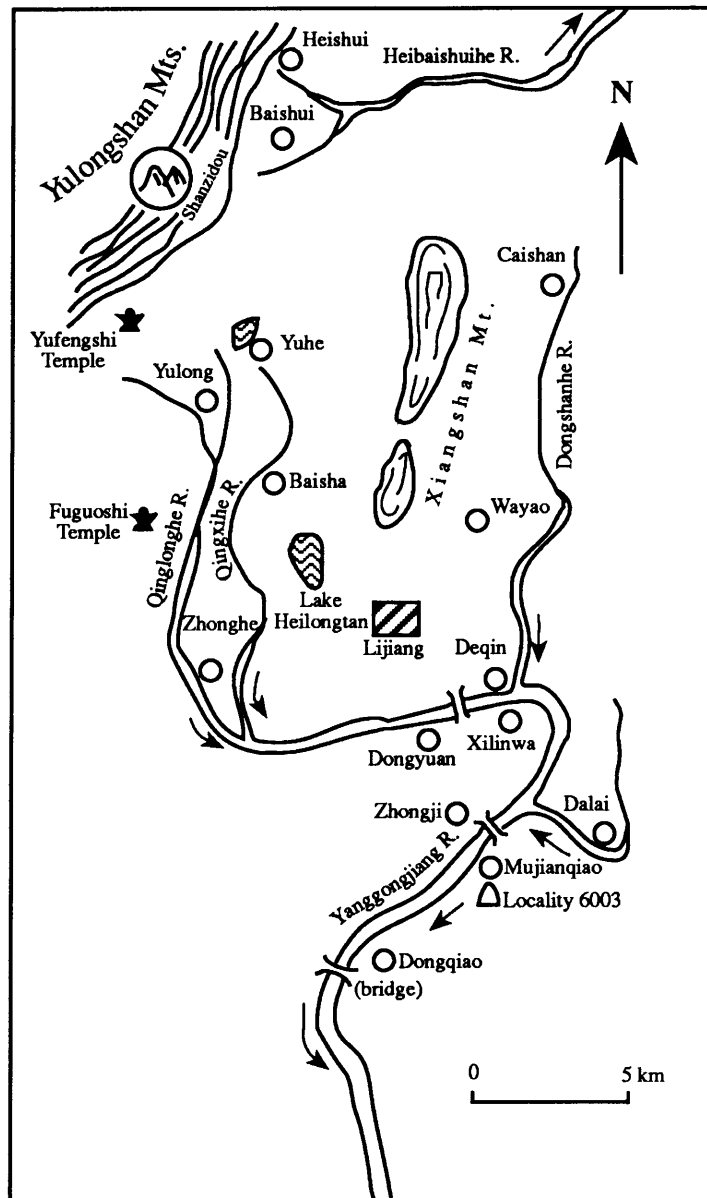 Heishui
Heibaishuihe R.
Yulongshan Mts.
Baishui
N
Shanzidou
Caishan
Yufengshi
Temple
Yuhe
Xiangshan Mt.
Yulong
Dongshanhe R.
Baisha
Qinglonghe R.
Qingxihe R.
Wayao
Fuguoshi
Temple
Lake
Heilongtan
Zhonghe
Lijiang
Deqin
Dongyuan
Xilinwa
Zhongji
Dalai
Mujianqiao
Yanggongjiang R.
Locality 6003
Dongqiao
(bridge)
0 5 km